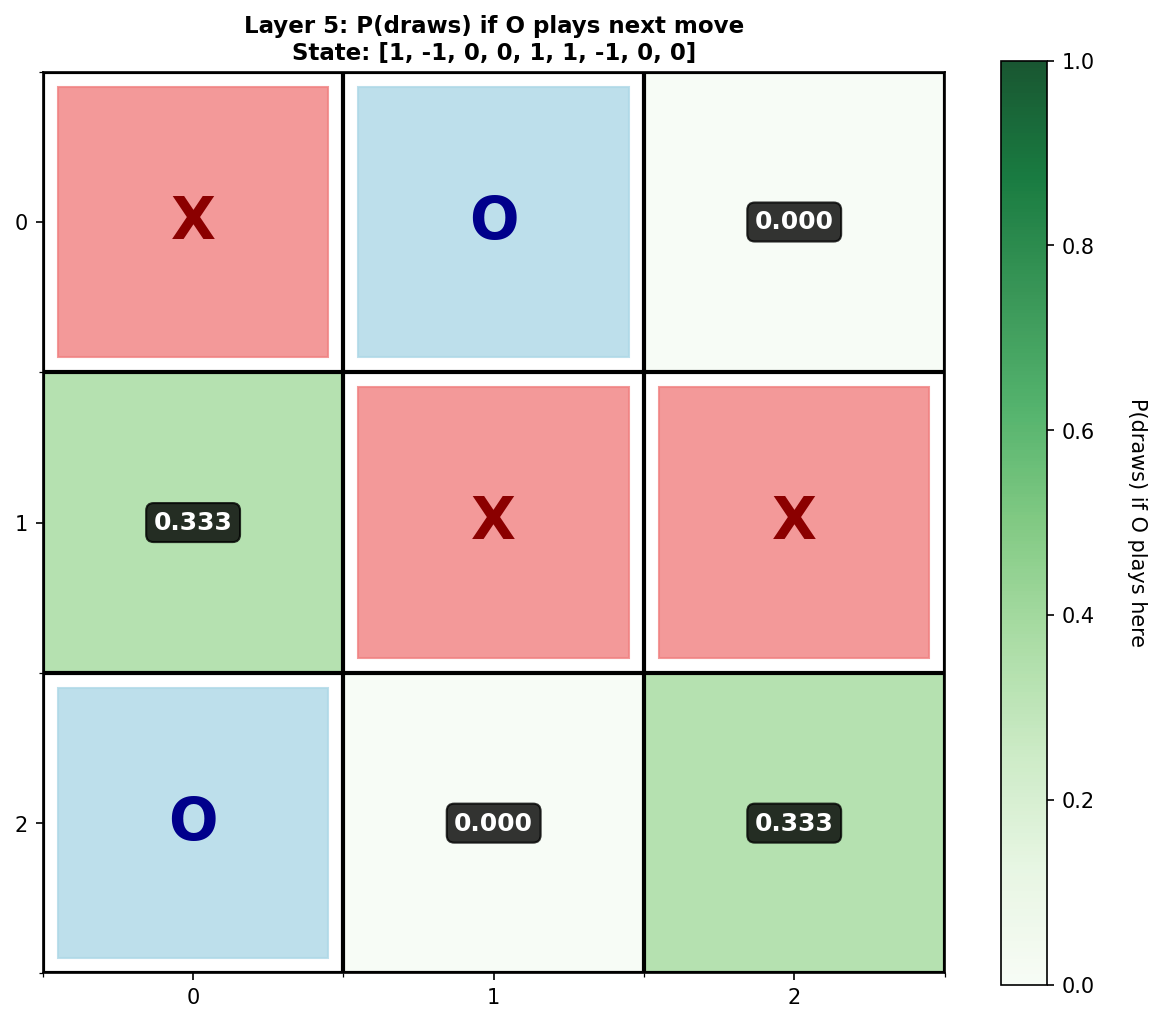 Layer 5: P(draws) if O plays next move
State: [1, -1, 0, 0, 1, 1, -1, 0, 0]
X
O
0.000
0.333
X
X
O
0.000
0.333
0
1
2
0
1
2
1.0
0.8
0.6
0.4
0.2
0.0
P(draws) if O plays here